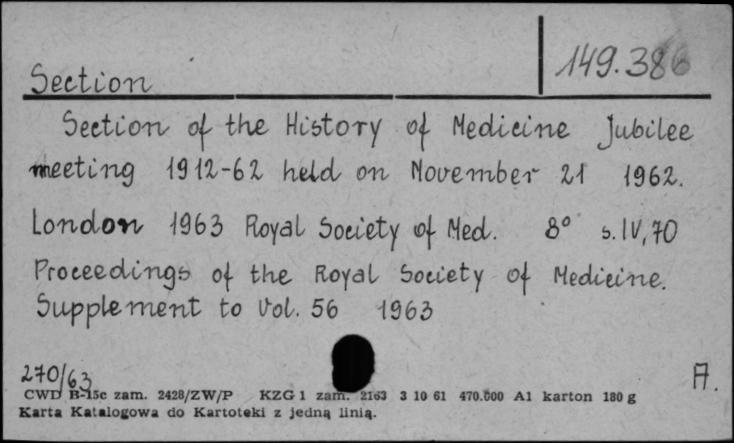 149.386
Section
Section of the History of Medicine Jubilee
meeting 1912-62 held on November 21 1962.
London 1963 Royal Society of Med. 8° s.IV,70
Proceedings of the Royal Society of Medicine.
Supplement to Vol. 56 1963
270/63
A.
CWD B-15c zam. 2428/ZW/P KZG 1 zam. 2163 3 10 61 470.000 A1 karton 180 g
Karta Katalogowa do Kartoteki z jedną linią.